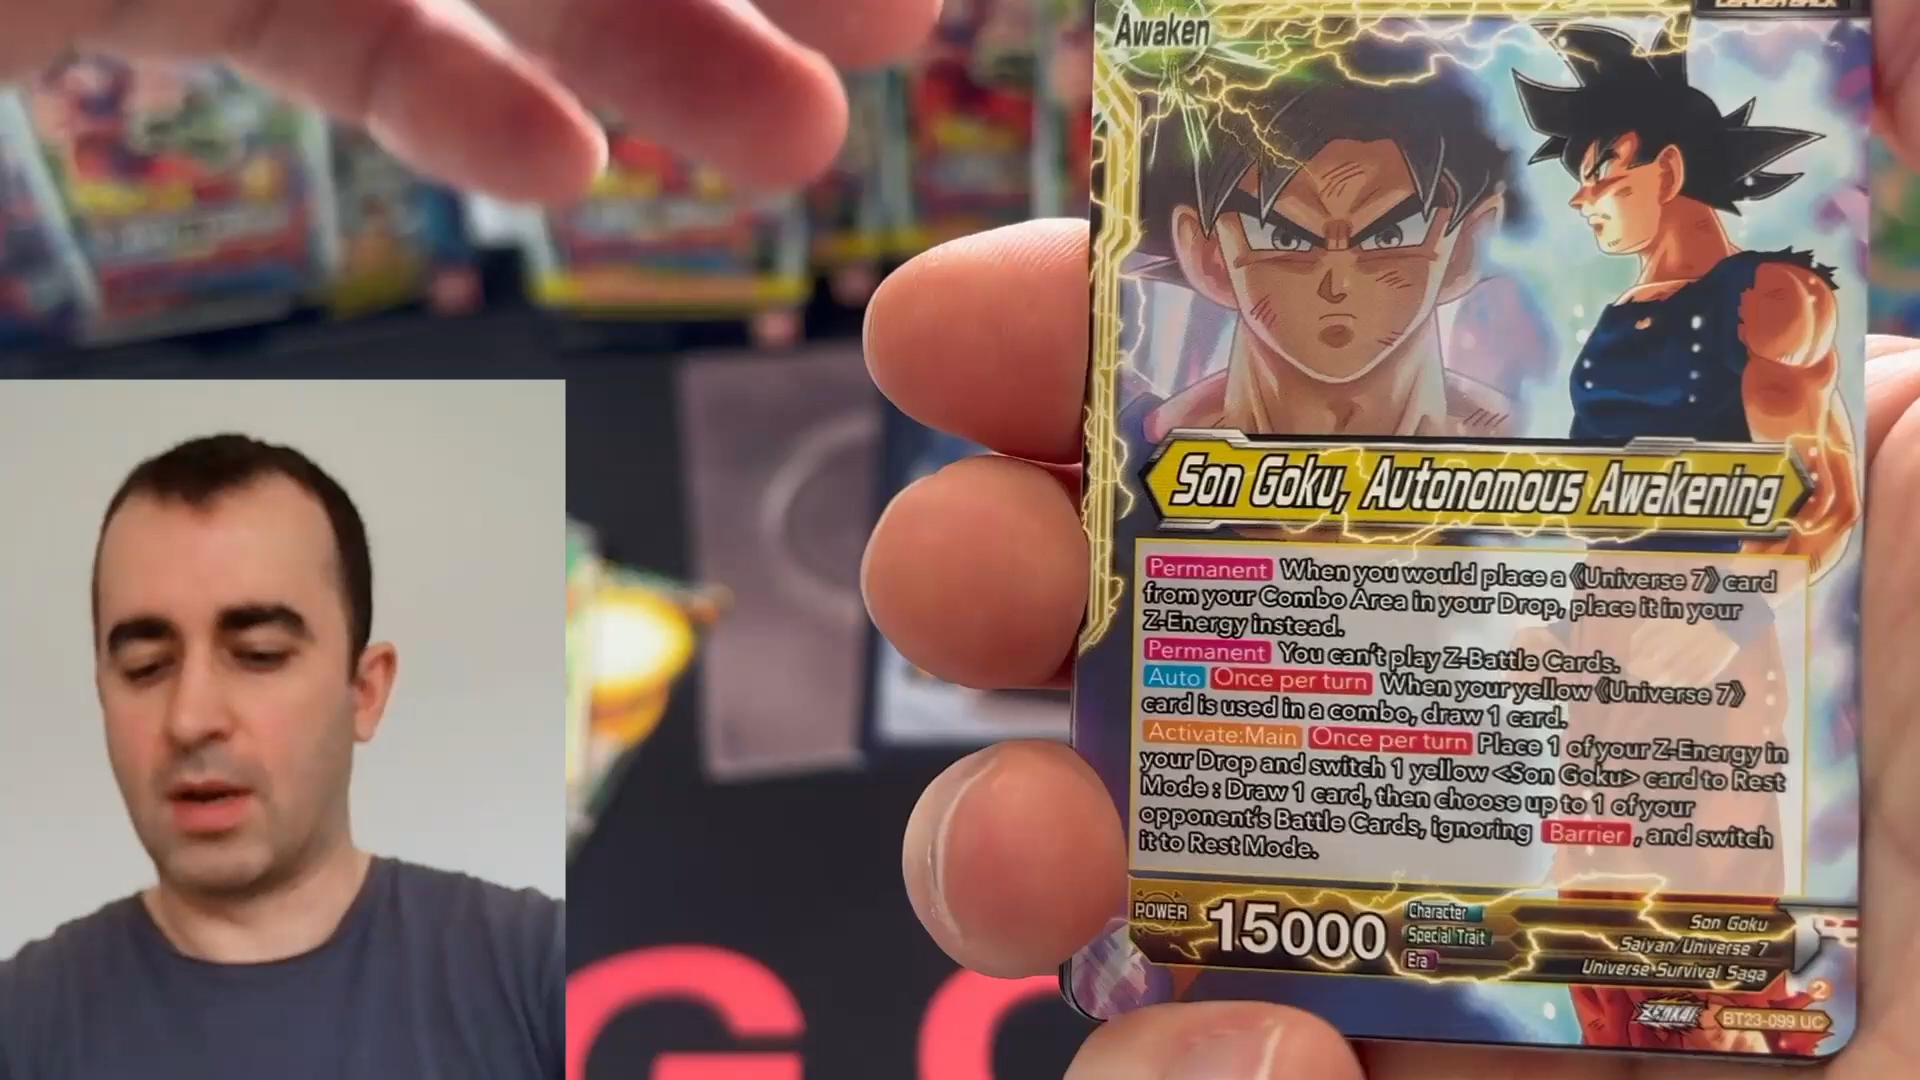 LEADER BACK
Awaken
Son Goku, Autonomous Awakening
Permanent When you would place a 《Universe 7》 card
from your Combo Area in your Drop, place it in your
Z-Energy instead.
Permanent You can't play Z-Battle Cards.
Auto Once per turn When your yellow 《Universe 7》
card is used in a combo, draw 1 card.
Activate:Main Once per turn Place 1 of your Z-Energy in
your Drop and switch 1 yellow <Son Goku> card to Rest
Mode : Draw 1 card, then choose up to 1 of your
opponent's Battle Cards, ignoring Barrier, and switch
it to Rest Mode.
POWER 15000
Character Son Goku
Special Trait Saiyan/Universe 7
Era Universe Survival Saga
2
ZENKAI BT23-099 UC
G